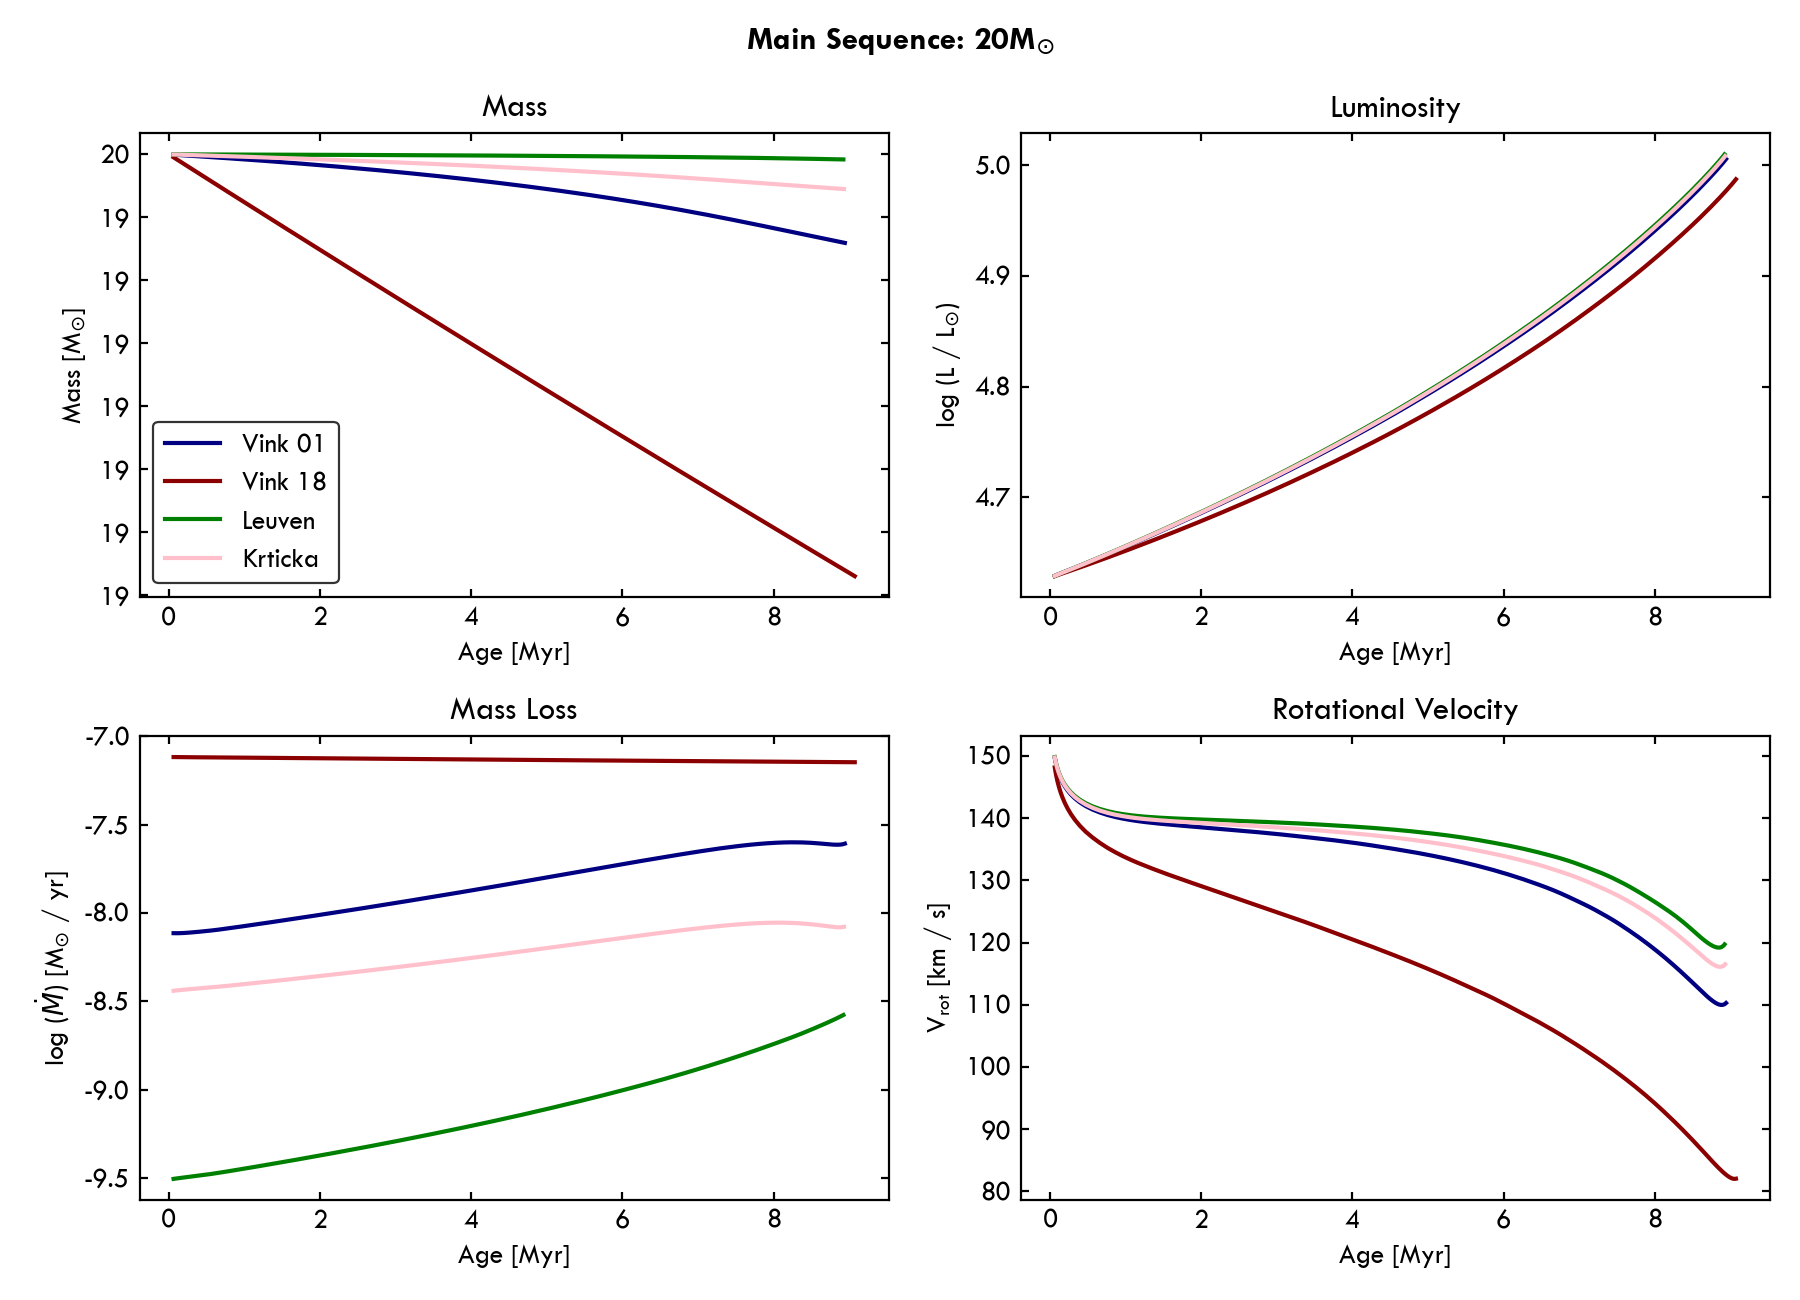 Main Sequence: 20M☉
Mass
20
19
19
19
19
19
19
19
Mass [M☉]
Vink 01
Vink 18
Leuven
Krticka
0 2 4 6 8
Age [Myr]
Luminosity
5.0
4.9
4.8
4.7
log (L / L☉)
0 2 4 6 8
Age [Myr]
Mass Loss
-7.0
-7.5
-8.0
-8.5
-9.0
-9.5
log (Ṁ) [M☉ / yr]
0 2 4 6 8
Age [Myr]
Rotational Velocity
150
140
130
120
110
100
90
80
Vrot [km / s]
0 2 4 6 8
Age [Myr]